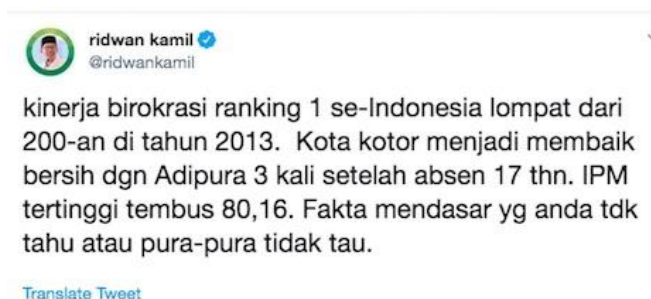 ridwan kamil
@ridwankamil
kinerja birokrasi ranking 1 se-Indonesia lompat dari
200-an di tahun 2013.  Kota kotor menjadi membaik
bersih dgn Adipura 3 kali setelah absen 17 thn. IPM
tertinggi tembus 80,16. Fakta mendasar yg anda tdk
tahu atau pura-pura tidak tau.
Translate Tweet